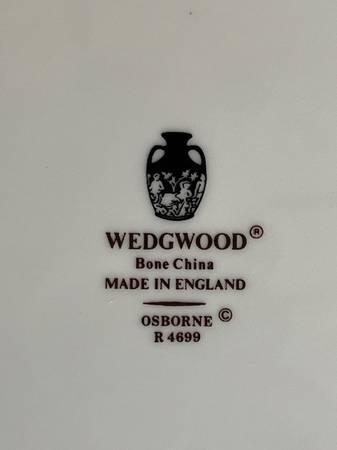 WEDGWOOD®
Bone China
MADE IN ENGLAND
OSBORNE ©
R 4699